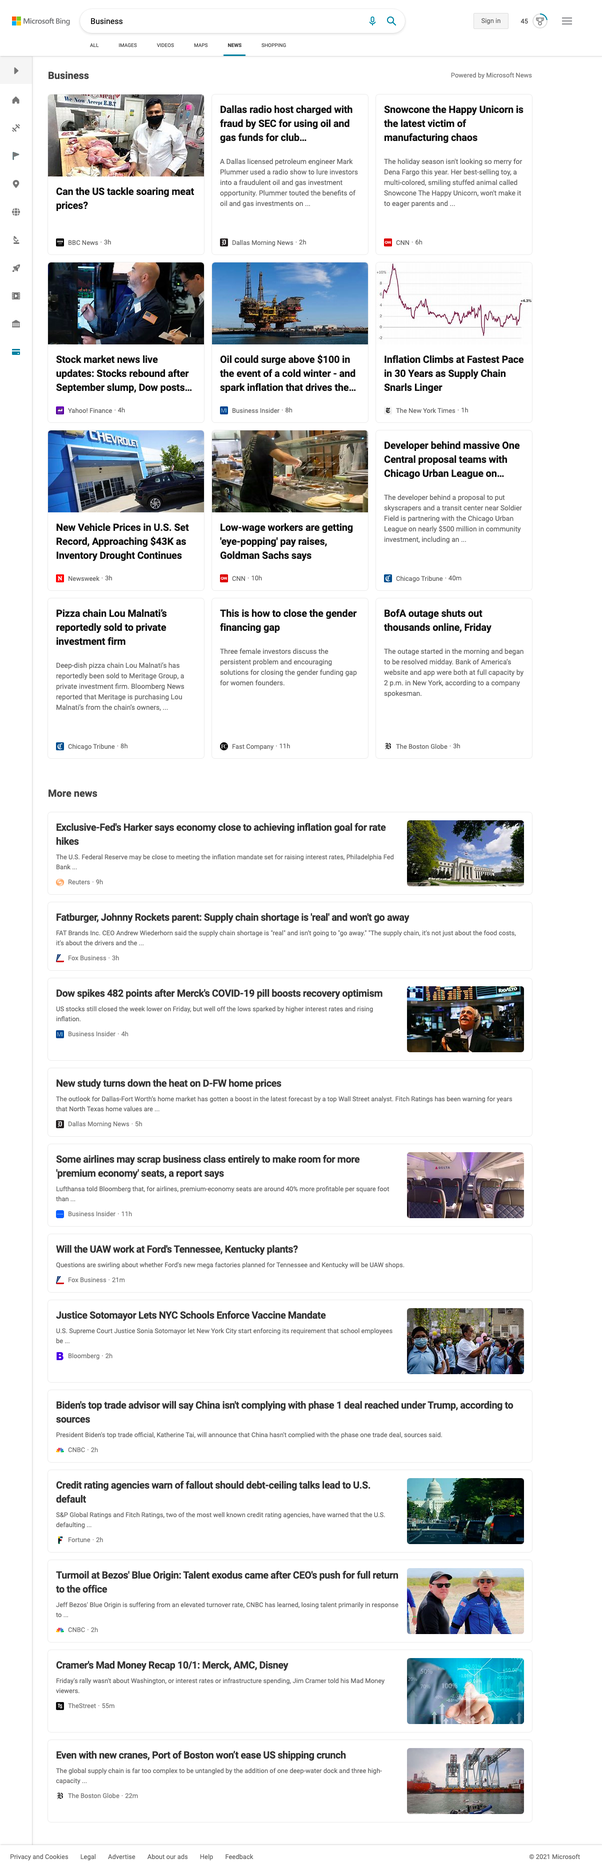 Microsoft Bing
Business
Sign in
45
ALL
IMAGES
VIDEOS
MAPS
NEWS
SHOPPING
Business
Powered by Microsoft News
Can the US tackle soaring meat
prices?
BBC News · 3h
Dallas radio host charged with
fraud by SEC for using oil and
gas funds for club...
A Dallas licensed petroleum engineer Mark
Plummer used a radio show to lure investors
into a fraudulent oil and gas investment
opportunity. Plummer touted the benefits of
oil and gas investments on ...
Dallas Morning News · 2h
Snowcone the Happy Unicorn is
the latest victim of
manufacturing chaos
The holiday season isn't looking so merry for
Dena Fargo this year. Her best-selling toy, a
multi-colored, smiling stuffed animal called
Snowcone The Happy Unicorn, won't make it
to eager parents and ...
CNN · 6h
Stock market news live
updates: Stocks rebound after
September slump, Dow posts...
Yahoo! Finance · 4h
Oil could surge above $100 in
the event of a cold winter - and
spark inflation that drives the...
Business Insider · 8h
Inflation Climbs at Fastest Pace
in 30 Years as Supply Chain
Snarls Linger
The New York Times · 1h
CHEVROLET
New Vehicle Prices in U.S. Set
Record, Approaching $43K as
Inventory Drought Continues
Newsweek · 3h
Low-wage workers are getting
'eye-popping' pay raises,
Goldman Sachs says
CNN · 10h
Developer behind massive One
Central proposal teams with
Chicago Urban League on...
The developer behind a proposal to put
skyscrapers and a transit center near Soldier
Field is partnering with the Chicago Urban
League on nearly $500 million in community
investment, including an ...
Chicago Tribune · 40m
Pizza chain Lou Malnati's
reportedly sold to private
investment firm
Deep-dish pizza chain Lou Malnati's has
reportedly been sold to Meritage Group, a
private investment firm. Bloomberg News
reported that Meritage is purchasing Lou
Malnati's from the chain's owners, ...
Chicago Tribune · 8h
This is how to close the gender
financing gap
Three female investors discuss the
persistent problem and encouraging
solutions for closing the gender funding gap
for women founders.
Fast Company · 11h
BofA outage shuts out
thousands online, Friday
The outage started in the morning and began
to be resolved midday. Bank of America's
website and app were both at full capacity by
2 p.m. in New York, according to a company
spokesman.
The Boston Globe · 3h
More news
Exclusive-Fed's Harker says economy close to achieving inflation goal for rate
hikes
The U.S. Federal Reserve may be close to meeting the inflation mandate set for raising interest rates, Philadelphia Fed
Bank ...
Reuters · 9h
Fatburger, Johnny Rockets parent: Supply chain shortage is 'real' and won't go away
FAT Brands Inc. CEO Andrew Wiederhorn said the supply chain shortage is "real" and isn't going to "go away." "The supply chain, it's not just about the food costs,
it's about the drivers and the ...
Fox Business · 3h
Dow spikes 482 points after Merck's COVID-19 pill boosts recovery optimism
US stocks still closed the week lower on Friday, but well off the lows sparked by higher interest rates and rising
inflation.
Business Insider · 4h
New study turns down the heat on D-FW home prices
The outlook for Dallas-Fort Worth's home market has gotten a boost in the latest forecast by a top Wall Street analyst. Fitch Ratings has been warning for years
that North Texas home values are ...
Dallas Morning News · 5h
Some airlines may scrap business class entirely to make room for more
'premium economy' seats, a report says
Lufthansa told Bloomberg that, for airlines, premium-economy seats are around 40% more profitable per square foot
than ...
Business Insider · 11h
Will the UAW work at Ford's Tennessee, Kentucky plants?
Questions are swirling about whether Ford's new mega factories planned for Tennessee and Kentucky will be UAW shops.
Fox Business · 21m
Justice Sotomayor Lets NYC Schools Enforce Vaccine Mandate
U.S. Supreme Court Justice Sonia Sotomayor let New York City start enforcing its requirement that school employees
be ...
Bloomberg · 2h
Biden's top trade advisor will say China isn't complying with phase 1 deal reached under Trump, according to
sources
President Biden's top trade official, Katherine Tai, will announce that China hasn't complied with the phase one trade deal, sources said.
CNBC · 2h
Credit rating agencies warn of fallout should debt-ceiling talks lead to U.S.
default
S&P Global Ratings and Fitch Ratings, two of the most well known credit rating agencies, have warned that the U.S.
defaulting ...
Fortune · 2h
Turmoil at Bezos' Blue Origin: Talent exodus came after CEO's push for full return
to the office
Jeff Bezos' Blue Origin is suffering from an elevated turnover rate, CNBC has learned, losing talent primarily in response
to ...
CNBC · 2h
Cramer's Mad Money Recap 10/1: Merck, AMC, Disney
Friday's rally wasn't about Washington, or interest rates or infrastructure spending, Jim Cramer told his Mad Money
viewers.
TheStreet · 55m
Even with new cranes, Port of Boston won't ease US shipping crunch
The global supply chain is far too complex to be untangled by the addition of one deep-water dock and three high-
capacity ...
The Boston Globe · 22m
Privacy and Cookies
Legal
Advertise
About our ads
Help
Feedback
© 2021 Microsoft